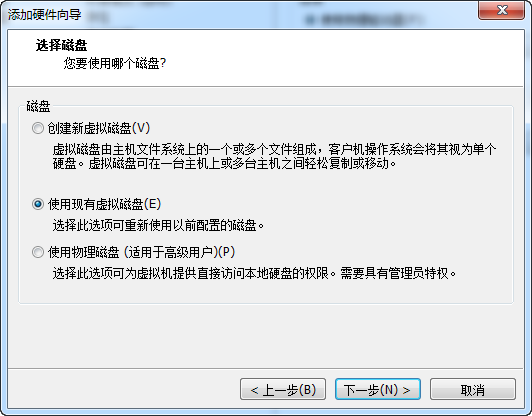 添加硬件向导
选择磁盘
您要使用哪个磁盘?
磁盘
创建新虚拟磁盘(V)
虚拟磁盘由主机文件系统上的一个或多个文件组成，客户机操作系统会将其视为单个
硬盘。虚拟磁盘可在一台主机上或多台主机之间轻松复制或移动。
使用现有虚拟磁盘(E)
选择此选项可重新使用以前配置的磁盘。
使用物理磁盘 (适用于高级用户)(P)
选择此选项可为虚拟机提供直接访问本地硬盘的权限。需要具有管理员特权。
< 上一步(B) 下一步(N) > 取消